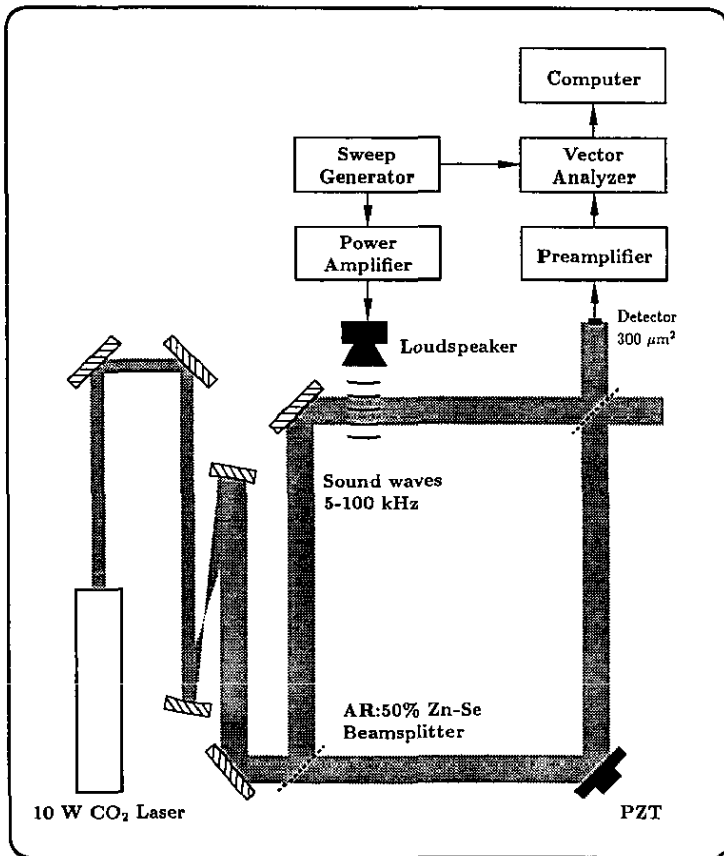 Computer
Sweep
Generator
Vector
Analyzer
Power
Amplifier
Preamplifier
Detector
300 μm²
Loudspeaker
Sound waves
5-100 kHz
AR:50% Zn-Se
Beamsplitter
10 W CO₂ Laser
PZT